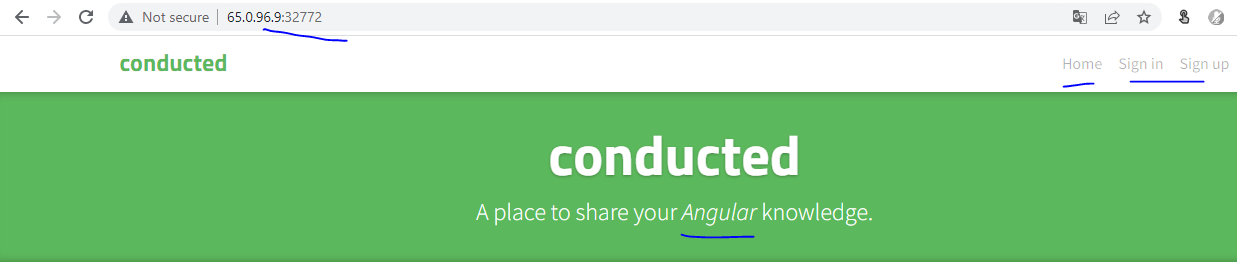 Not secure 65.0.96.9:32772
conducted Home Sign in Sign up
conducted
A place to share your Angular knowledge.